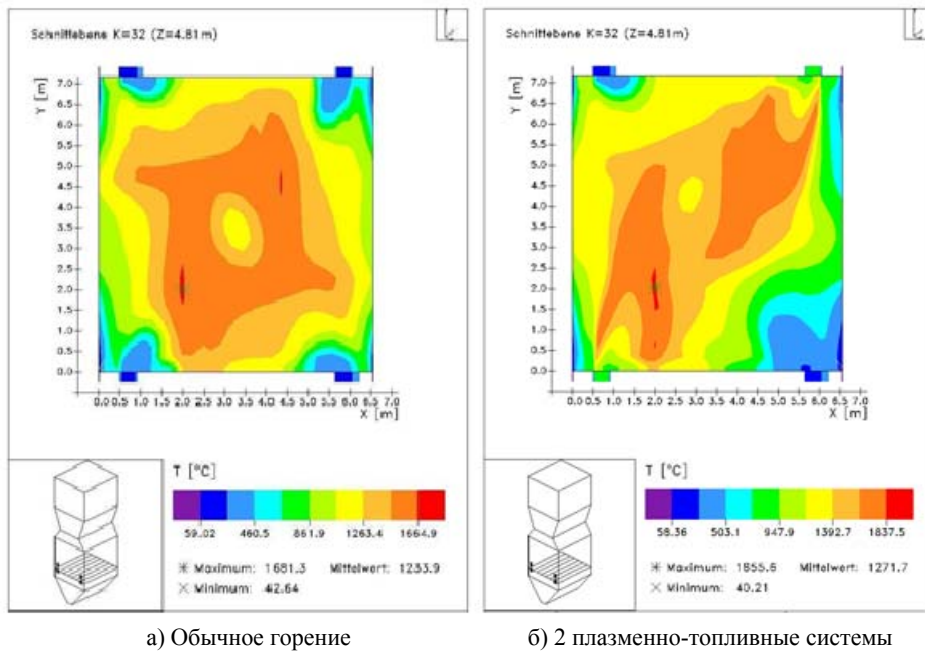 Schnittebene K=32 (Z=4.81m)
Y [m]
7.0
6.5
6.0
5.5
5.0
4.5
4.0
3.5
3.0
2.5
2.0
1.5
1.0
0.5
0.0
0.0 0.5 1.0 1.5 2.0 2.5 3.0 3.5 4.0 4.5 5.0 5.5 6.0 6.5 7.0
X [m]
T [°C]
59.02 460.5 861.9 1263.4 1664.9
Maximum: 1681.3 Mittelwert: 1233.9
Minimum: 42.64
а) Обычное горение
Schnittebene K=32 (Z=4.81m)
Y [m]
7.0
6.5
6.0
5.5
5.0
4.5
4.0
3.5
3.0
2.5
2.0
1.5
1.0
0.5
0.0
0.0 0.5 1.0 1.5 2.0 2.5 3.0 3.5 4.0 4.5 5.0 5.5 6.0 6.5 7.0
X [m]
T [°C]
58.36 503.1 947.9 1392.7 1837.5
Maximum: 1855.6 Mittelwert: 1271.7
Minimum: 40.21
б) 2 плазменно-топливные системы